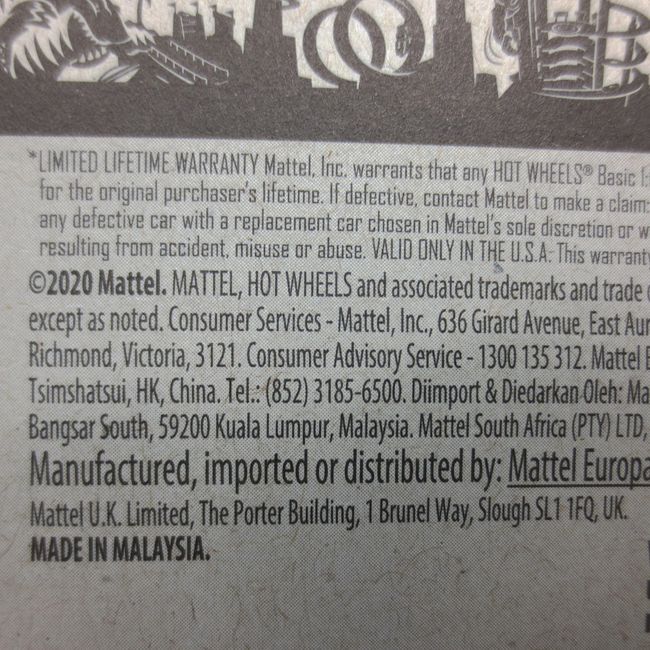 *LIMITED LIFETIME WARRANTY Mattel, Inc. warrants that any HOT WHEELS® Basic
for the original purchaser's lifetime. If defective, contact Mattel to make a claim:
any defective car with a replacement car chosen in Mattel's sole discretion or
resulting from accident, misuse or abuse. VALID ONLY IN THE U.S.A. This warranty
©2020 Mattel. MATTEL, HOT WHEELS and associated trademarks and trade
except as noted. Consumer Services - Mattel, Inc., 636 Girard Avenue, East Aur
Richmond, Victoria, 3121. Consumer Advisory Service - 1300 135 312. Mattel
Tsimshatsui, HK, China. Tel.: (852) 3185-6500. Diimport & Diedarkan Oleh: Ma
Bangsar South, 59200 Kuala Lumpur, Malaysia. Mattel South Africa (PTY) LTD,
Manufactured, imported or distributed by: Mattel Europa
Mattel U.K. Limited, The Porter Building, 1 Brunel Way, Slough SL1 1FQ, UK.
MADE IN MALAYSIA.